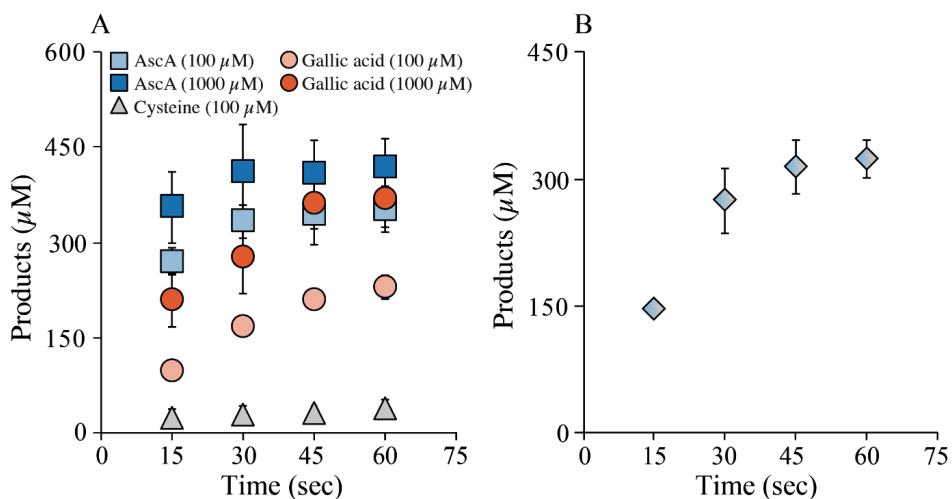 A
600
450
300
150
0
0 15 30 45 60 75
Products (µM)
Time (sec)
AscA (100 µM)
Gallic acid (100 µM)
AscA (1000 µM)
Gallic acid (1000 µM)
Cysteine (100 µM)
B
450
300
150
0
0 15 30 45 60 75
Products (µM)
Time (sec)